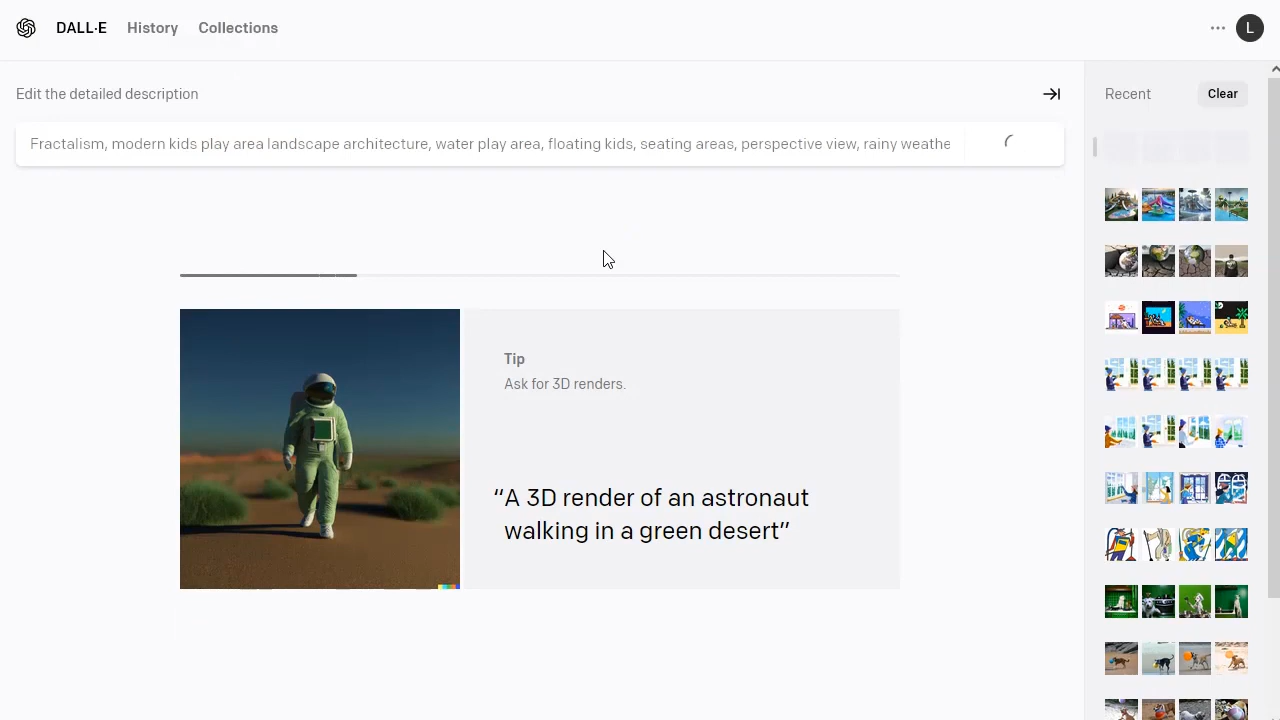 DALL·E History Collections ··· L
Edit the detailed description
Recent Clear
Fractalism, modern kids play area landscape architecture, water play area, floating kids, seating areas, perspective view, rainy weathe
Tip
Ask for 3D renders.
“A 3D render of an astronaut
walking in a green desert”